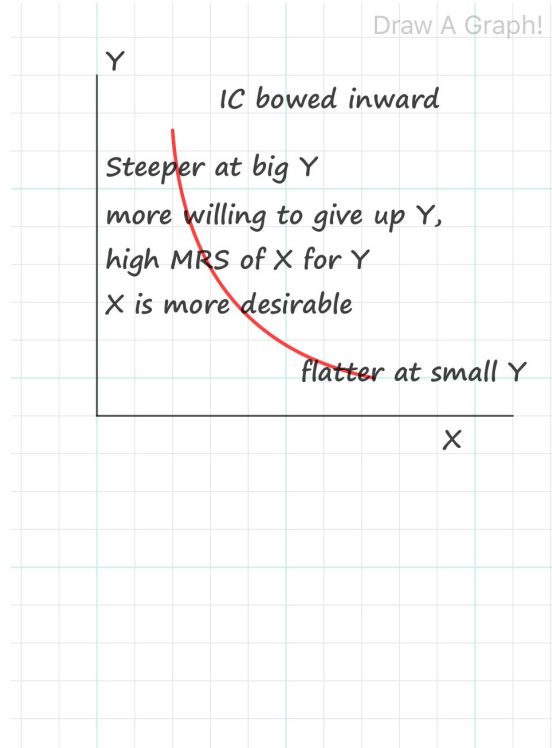 Draw A Graph!
Y
IC bowed inward
Steeper at big Y
more willing to give up Y,
high MRS of X for Y
X is more desirable
flatter at small Y
X